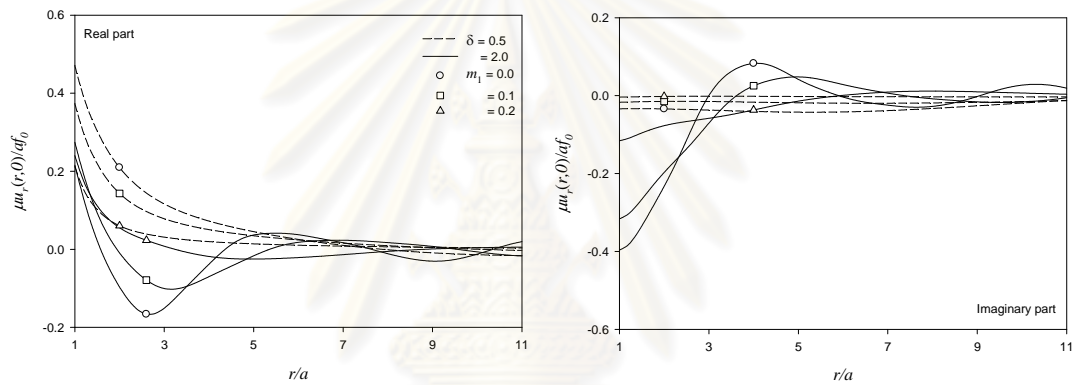 0.6
0.4
0.2
0.0
-0.2
1 3 5 7 9 11
μu_r(r,0)/af_0
r/a
Real part
δ = 0.5
= 2.0
m_1 = 0.0
= 0.1
= 0.2
0.2
0.0
-0.2
-0.4
-0.6
1 3 5 7 9 11
μu_r(r,0)/af_0
r/a
Imaginary part